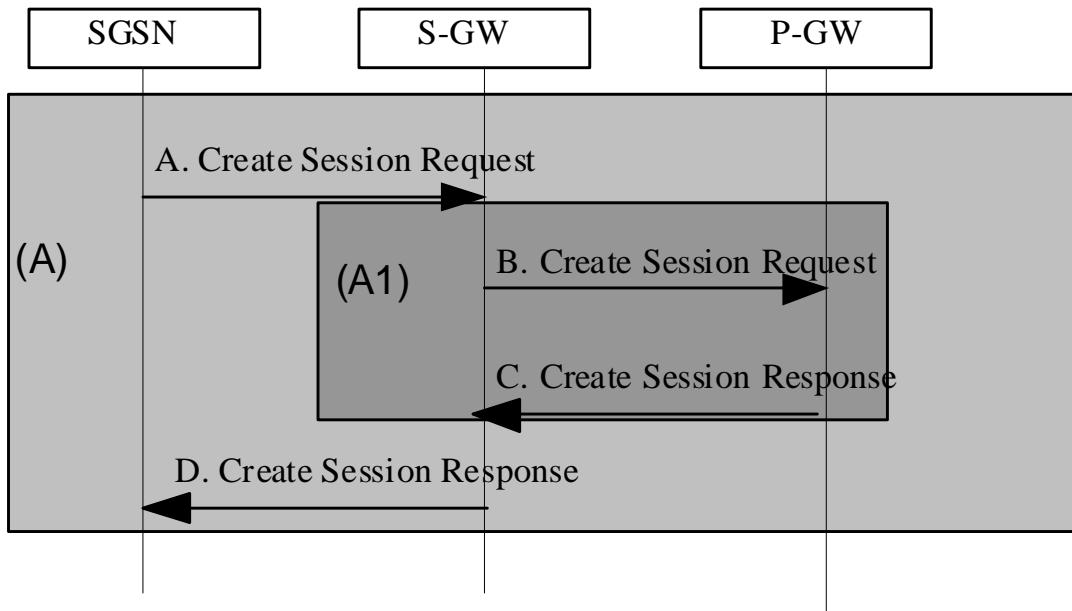 SGSN
S-GW
P-GW
A. Create Session Request
(A)
B. Create Session Request
(A1)
C. Create Session Response
D. Create Session Response